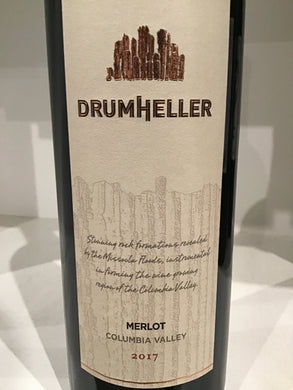 DRUMHELLER
Stunning rock formations revealed
by the Missoula Floods, instrumental
in forming the wine growing
region of the Columbia Valley.
MERLOT
COLUMBIA VALLEY
2017